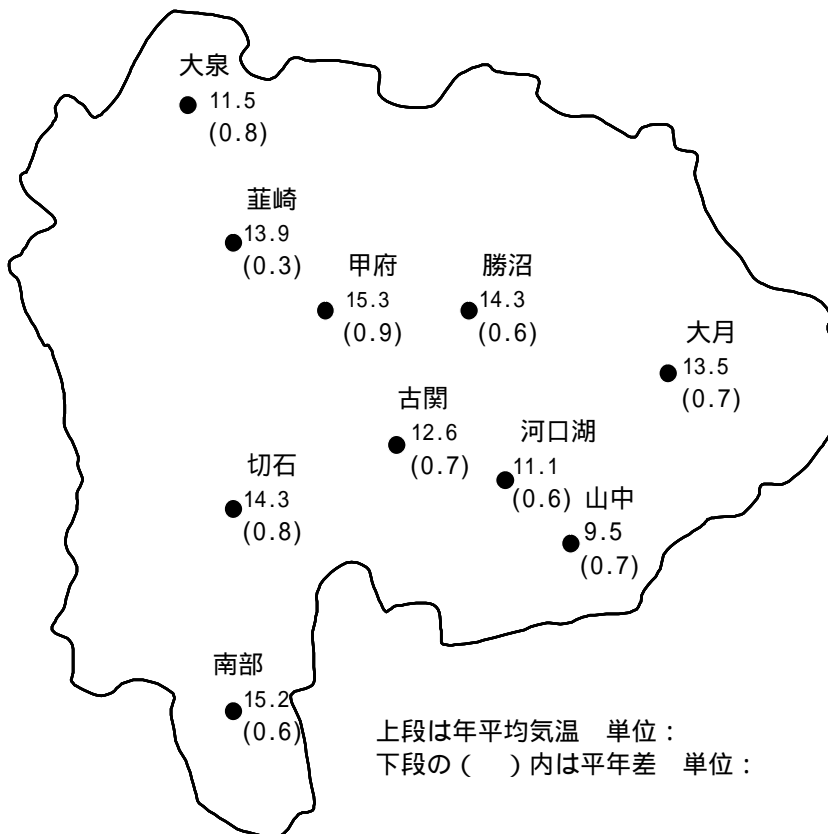 大泉
11.5
(0.8)
韮崎
13.9
(0.3)
甲府
15.3
(0.9)
勝沼
14.3
(0.6)
大月
13.5
(0.7)
古関
12.6
(0.7)
河口湖
11.1
(0.6)
切石
14.3
(0.8)
山中
9.5
(0.7)
南部
15.2
(0.6)
上段は年平均気温 単位：
下段の（ ）内は平年差 単位：